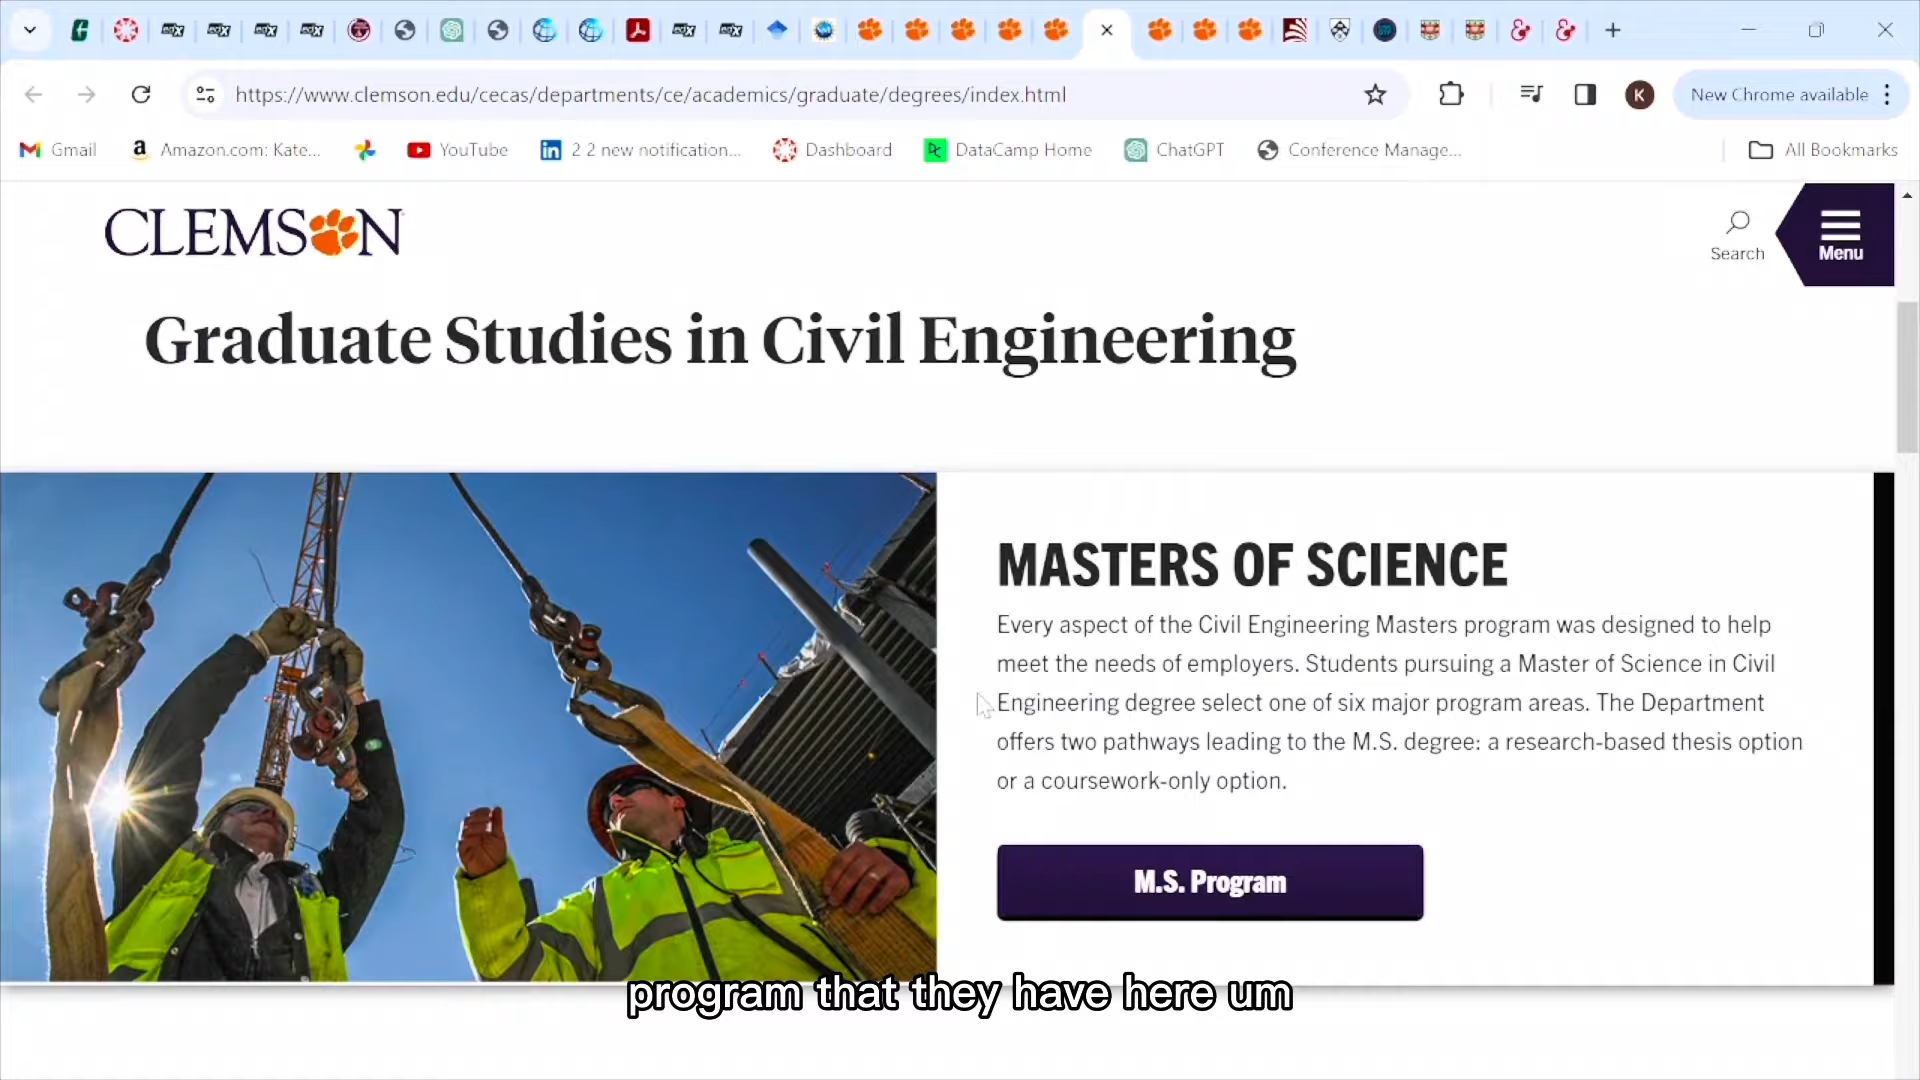 https://www.clemson.edu/cecas/departments/ce/academics/graduate/degrees/index.html
K
New Chrome available
Gmail
Amazon.com: Kate...
YouTube
2 2 new notification...
Dashboard
DataCamp Home
ChatGPT
Conference Manage...
All Bookmarks
CLEMSON
Search
Menu
Graduate Studies in Civil Engineering
MASTERS OF SCIENCE
Every aspect of the Civil Engineering Masters program was designed to help
meet the needs of employers. Students pursuing a Master of Science in Civil
Engineering degree select one of six major program areas. The Department
offers two pathways leading to the M.S. degree: a research-based thesis option
or a coursework-only option.
M.S. Program
program that they have here um